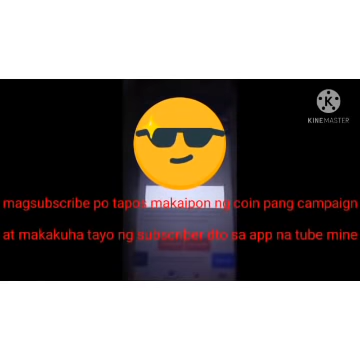 KINEMASTER
magsubscribe po tapos makaipon ng coin pang campaign
at makakuha tayo ng subscriber dto sa app na tube mine